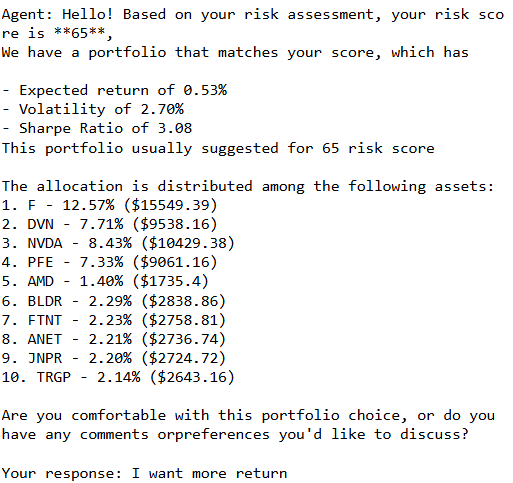 Agent: Hello! Based on your risk assessment, your risk sco
re is **65**,
We have a portfolio that matches your score, which has
- Expected return of 0.53%
- Volatility of 2.70%
- Sharpe Ratio of 3.08
This portfolio usually suggested for 65 risk score
The allocation is distributed among the following assets:
1. F - 12.57% ($15549.39)
2. DVN - 7.71% ($9538.16)
3. NVDA - 8.43% ($10429.38)
4. PFE - 7.33% ($9061.16)
5. AMD - 1.40% ($1735.4)
6. BLDR - 2.29% ($2838.86)
7. FTNT - 2.23% ($2758.81)
8. ANET - 2.21% ($2736.74)
9. JNPR - 2.20% ($2724.72)
10. TRGP - 2.14% ($2643.16)
Are you comfortable with this portfolio choice, or do you
have any comments orpreferences you'd like to discuss?
Your response: I want more return